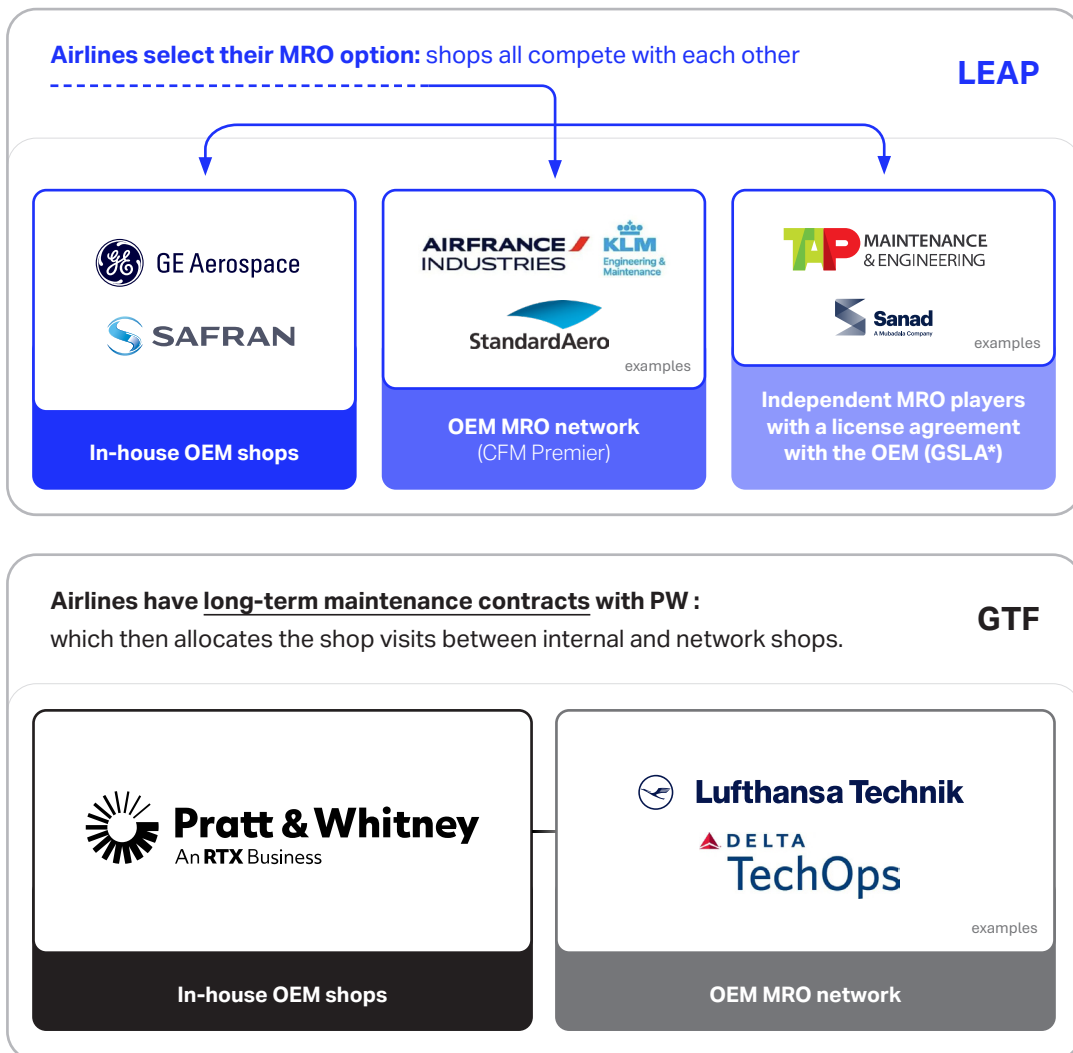 Airlines select their MRO option: shops all compete with each other
LEAP
GE Aerospace
SAFRAN
In-house OEM shops
AIRFRANCE
INDUSTRIES
KLM
Engineering &
Maintenance
StandardAero
examples
OEM MRO network
(CFM Premier)
TAP
MAINTENANCE
& ENGINEERING
Sanad
A Mubadala Company
examples
Independent MRO players
with a license agreement
with the OEM (GSLA*)
Airlines have long-term maintenance contracts with PW :
which then allocates the shop visits between internal and network shops.
GTF
Pratt & Whitney
An RTX Business
In-house OEM shops
Lufthansa Technik
DELTA
TechOps
examples
OEM MRO network